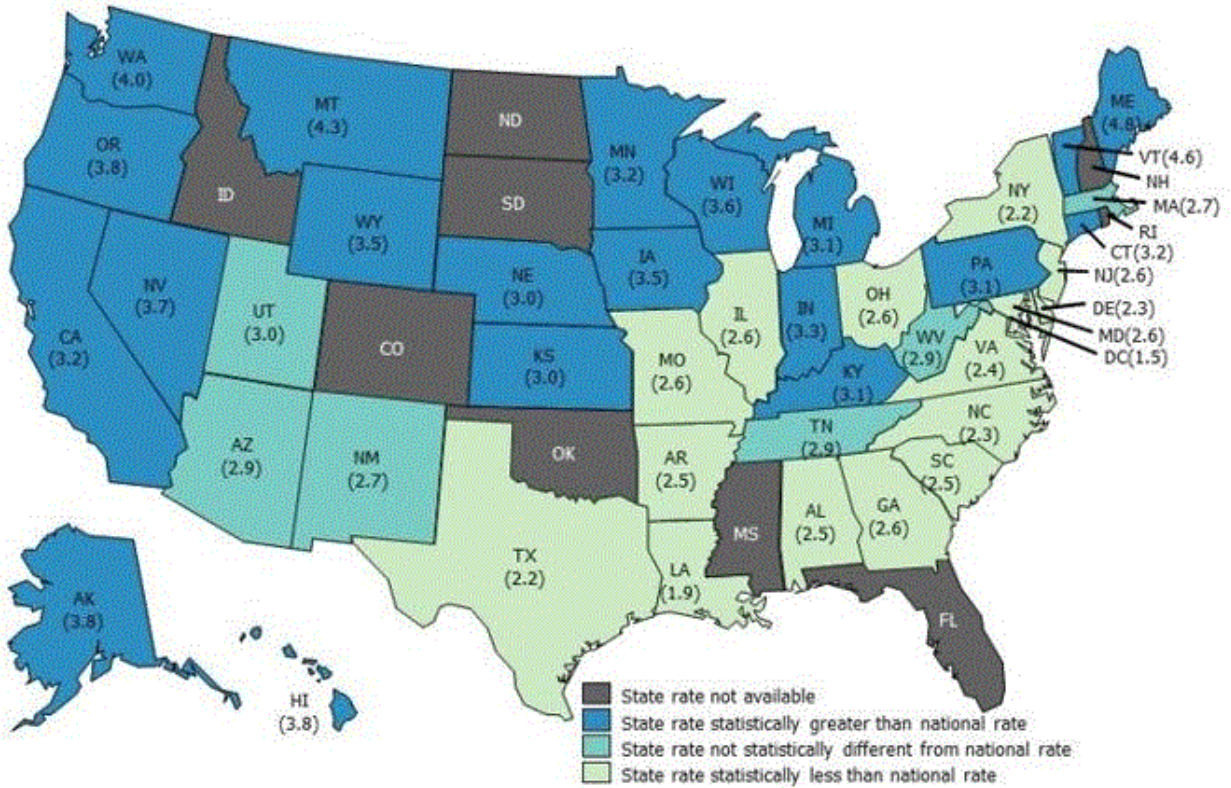 WA
(4.0)
MT
(4.3)
ND
MN
(3.2)
ME
(4.8)
OR
(3.8)
ID
WY
(3.5)
SD
WI
(3.6)
MI
(3.1)
NY
(2.2)
VT(4.6)
NH
MA(2.7)
RI
CT(3.2)
NJ(2.6)
DE(2.3)
MD(2.6)
DC(1.5)
CA
(3.2)
NV
(3.7)
UT
(3.0)
CO
NE
(3.0)
IA
(3.5)
IL
(2.6)
IN
(3.3)
OH
(2.6)
PA
(3.1)
WV
(2.9)
VA
(2.4)
KS
(3.0)
MO
(2.6)
KY
(3.1)
NC
(2.3)
AZ
(2.9)
NM
(2.7)
OK
AR
(2.5)
TN
(2.9)
SC
(2.5)
TX
(2.2)
LA
(1.9)
MS
AL
(2.5)
GA
(2.6)
FL
AK
(3.8)
HI
(3.8)
State rate not available
State rate statistically greater than national rate
State rate not statistically different from national rate
State rate statistically less than national rate